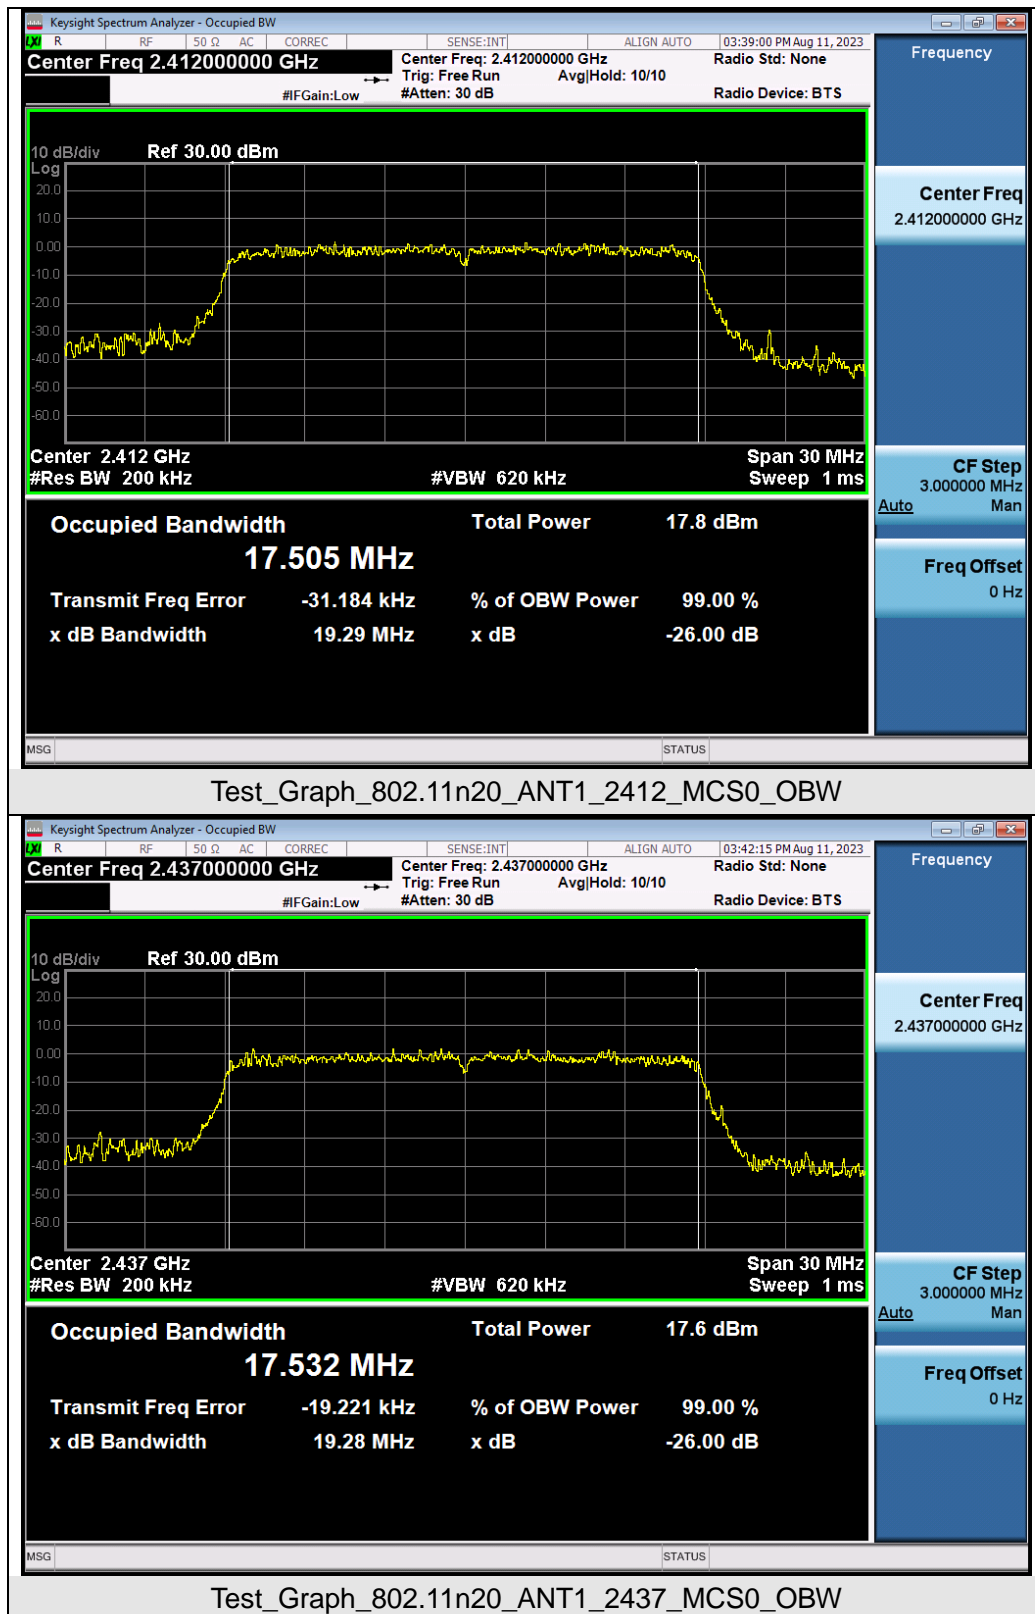 Keysight Spectrum Analyzer - Occupied BW
LXI R RF 50 Ω AC CORREC SENSE:INT ALIGN AUTO 03:39:00 PM Aug 11, 2023
Center Freq 2.412000000 GHz
Center Freq: 2.412000000 GHz
Radio Std: None
Trig: Free Run Avg|Hold: 10/10
#IFGain:Low
#Atten: 30 dB
Radio Device: BTS
Frequency
10 dB/div Ref 30.00 dBm
Log
20.0
10.0
0.00
-10.0
-20.0
-30.0
-40.0
-50.0
-60.0
Center 2.412 GHz Span 30 MHz
#Res BW 200 kHz #VBW 620 kHz Sweep 1 ms
Center Freq
2.412000000 GHz
CF Step
3.000000 MHz
Auto Man
Freq Offset
0 Hz
Occupied Bandwidth Total Power 17.8 dBm
17.505 MHz
Transmit Freq Error -31.184 kHz % of OBW Power 99.00 %
x dB Bandwidth 19.29 MHz x dB -26.00 dB
MSG STATUS
Test_Graph_802.11n20_ANT1_2412_MCS0_OBW
Keysight Spectrum Analyzer - Occupied BW
LXI R RF 50 Ω AC CORREC SENSE:INT ALIGN AUTO 03:42:15 PM Aug 11, 2023
Center Freq 2.437000000 GHz
Center Freq: 2.437000000 GHz
Radio Std: None
Trig: Free Run Avg|Hold: 10/10
#IFGain:Low
#Atten: 30 dB
Radio Device: BTS
Frequency
10 dB/div Ref 30.00 dBm
Log
20.0
10.0
0.00
-10.0
-20.0
-30.0
-40.0
-50.0
-60.0
Center 2.437 GHz Span 30 MHz
#Res BW 200 kHz #VBW 620 kHz Sweep 1 ms
Center Freq
2.437000000 GHz
CF Step
3.000000 MHz
Auto Man
Freq Offset
0 Hz
Occupied Bandwidth Total Power 17.6 dBm
17.532 MHz
Transmit Freq Error -19.221 kHz % of OBW Power 99.00 %
x dB Bandwidth 19.28 MHz x dB -26.00 dB
MSG STATUS
Test_Graph_802.11n20_ANT1_2437_MCS0_OBW